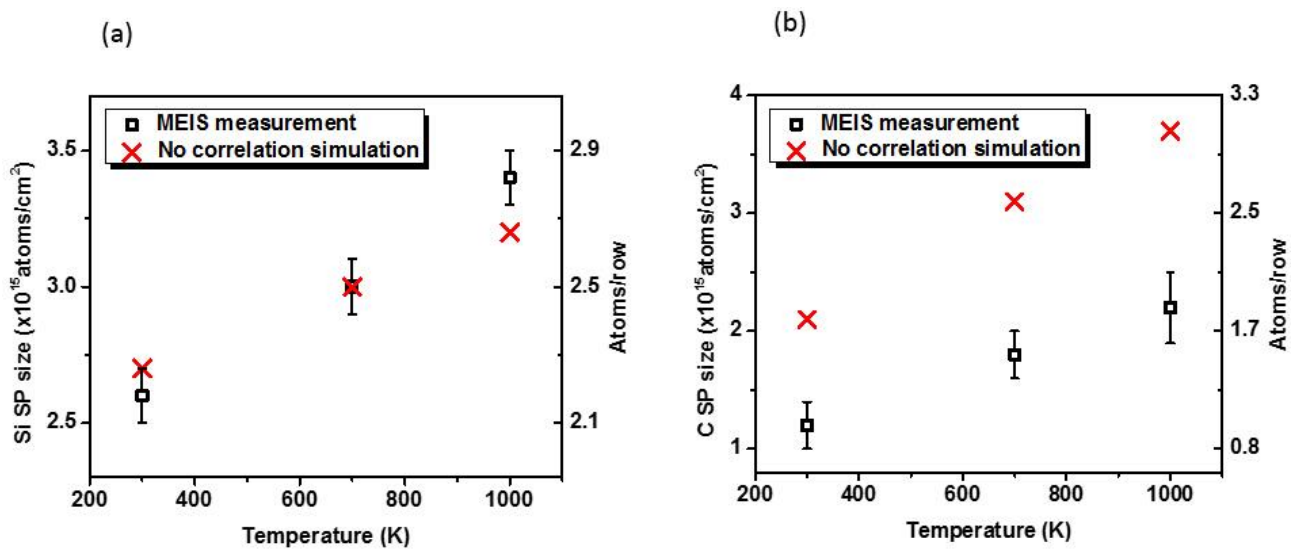 (a)
MEIS measurement
No correlation simulation
3.5
3.0
2.5
Si SP size (x10¹⁵atoms/cm²)
2.9
2.5
2.1
Atoms/row
200
400
600
800
1000
Temperature (K)
(b)
MEIS measurement
No correlation simulation
4
3
2
1
C SP size (x10¹⁵atoms/cm²)
3.3
2.5
1.7
0.8
Atoms/row
200
400
600
800
1000
Temperature (K)